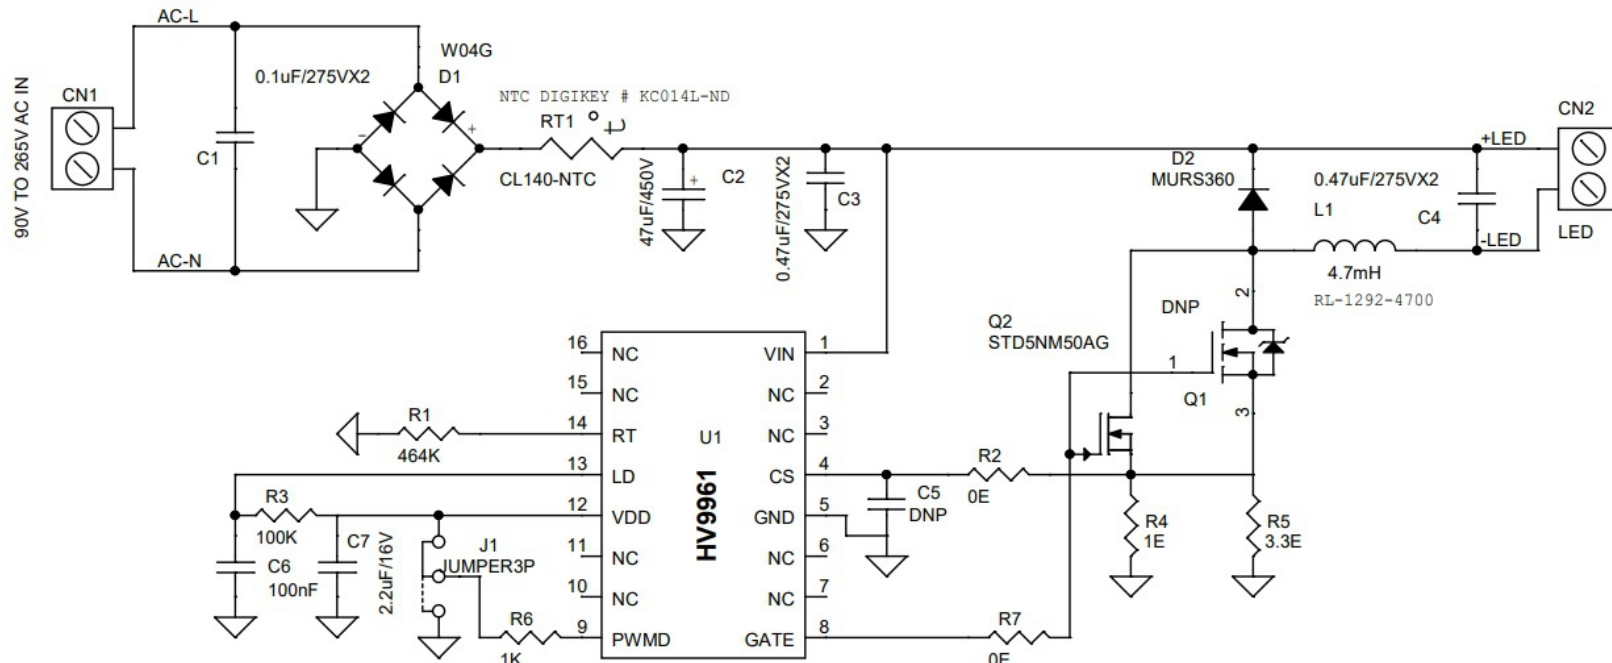 AC-L
W04G
D1
0.1uF/275VX2
90V TO 265V AC IN
CN1
C1
-
+
AC-N
NTC DIGIKEY # KC014L-ND
RT1
CL140-NTC
+
C2
47uF/450V
0.47uF/275VX2
C3
D2
MURS360
0.47uF/275VX2
L1
C4
+LED
-LED
CN2
LED
4.7mH
RL-1292-4700
2
DNP
1
Q1
3
Q2
STD5NM50AG
16
NC
VIN
1
15
NC
NC
2
14
RT
NC
3
13
LD
CS
4
12
VDD
GND
5
11
NC
NC
6
10
NC
NC
7
9
PWMD
GATE
8
U1
HV9961
R1
464K
R3
100K
C6
100nF
C7
2.2uF/16V
J1
JUMPER3P
R6
1K
R2
0E
C5
DNP
R4
1E
R5
3.3E
R7
0E